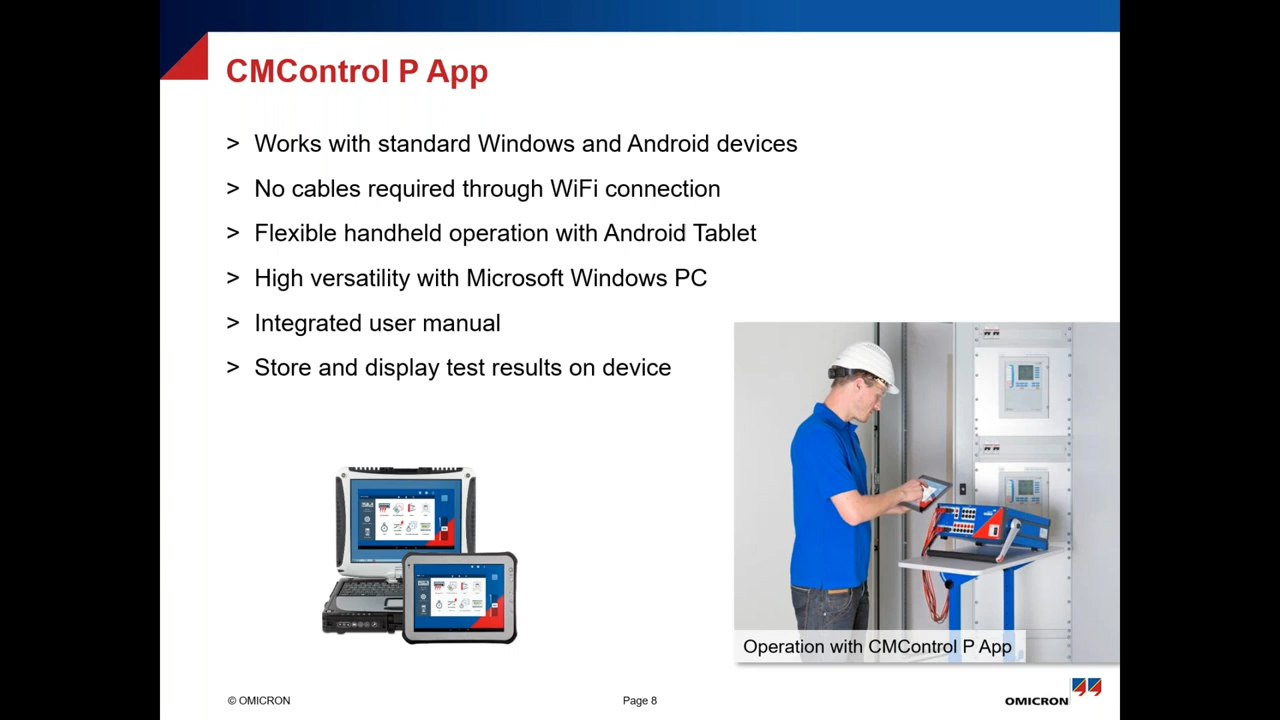 CMControl P App
> Works with standard Windows and Android devices
> No cables required through WiFi connection
> Flexible handheld operation with Android Tablet
> High versatility with Microsoft Windows PC
> Integrated user manual
> Store and display test results on device
Operation with CMControl P App
© OMICRON
Page 8
OMICRON